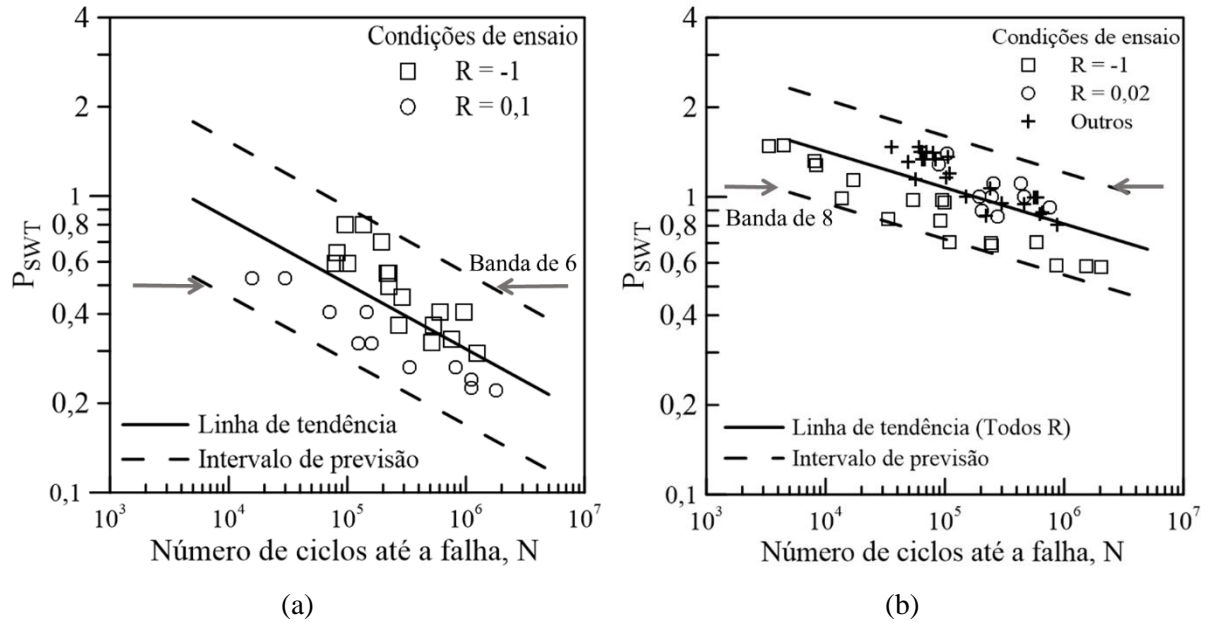 4
Condições de ensaio
R = -1
R = 0,1
2
1
0,8
0,6
0,4
0,2
0,1
P_SWT
Banda de 6
Linha de tendência
Intervalo de previsão
10³ 10⁴ 10⁵ 10⁶ 10⁷
Número de ciclos até a falha, N
(a)
4
Condições de ensaio
R = -1
R = 0,02
Outros
2
1
0,8
0,6
0,4
0,2
0,1
P_SWT
Banda de 8
Linha de tendência (Todos R)
Intervalo de previsão
10³ 10⁴ 10⁵ 10⁶ 10⁷
Número de ciclos até a falha, N
(b)